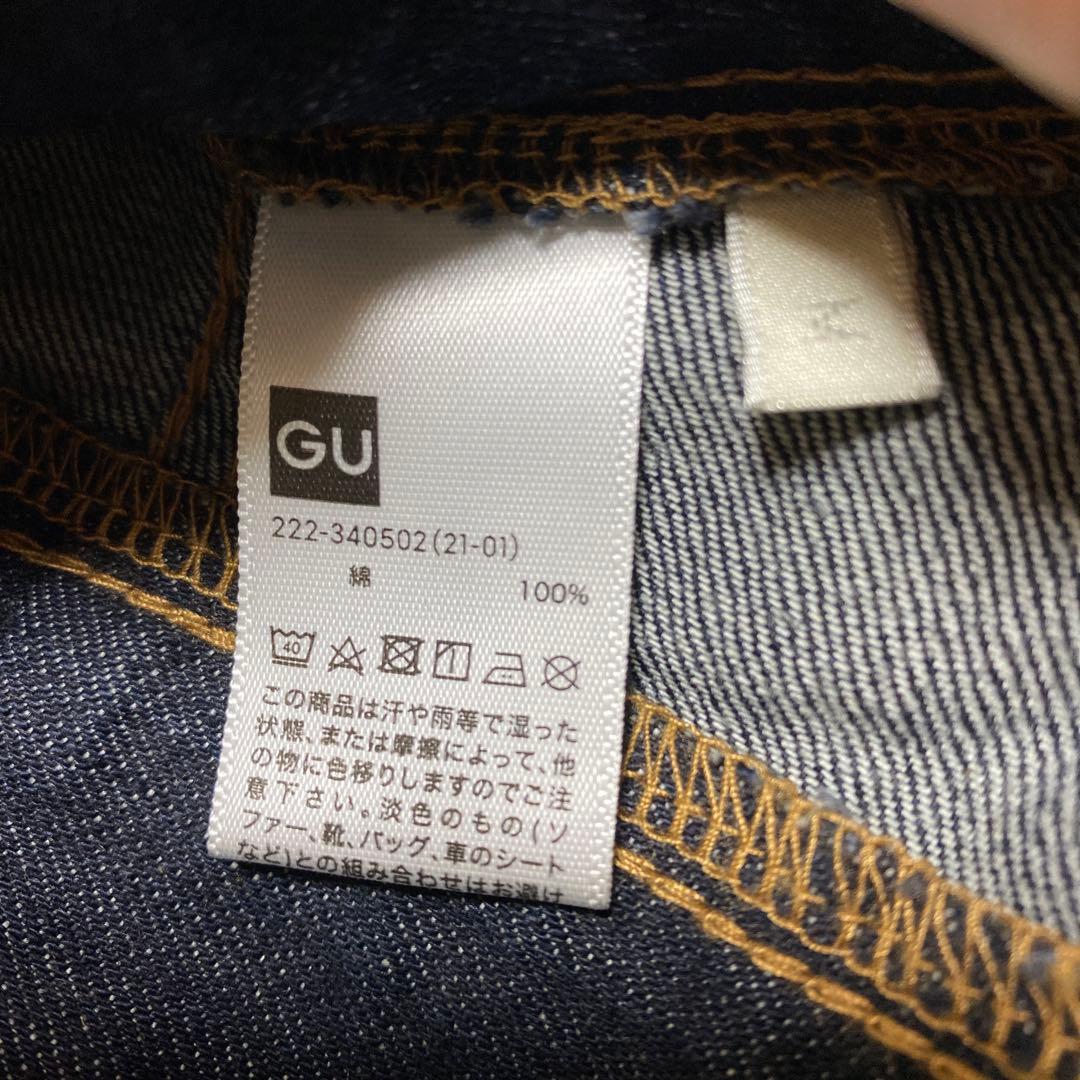 GU
222-340502(21-01)
綿 100%
40
この商品は汗や雨等で湿った
状態、または摩擦によって、他
の物に色移りしますのでご注
意下さい。淡色のもの(ソ
ファー、靴、バッグ、車のシート
など)との組み合わせはお避け